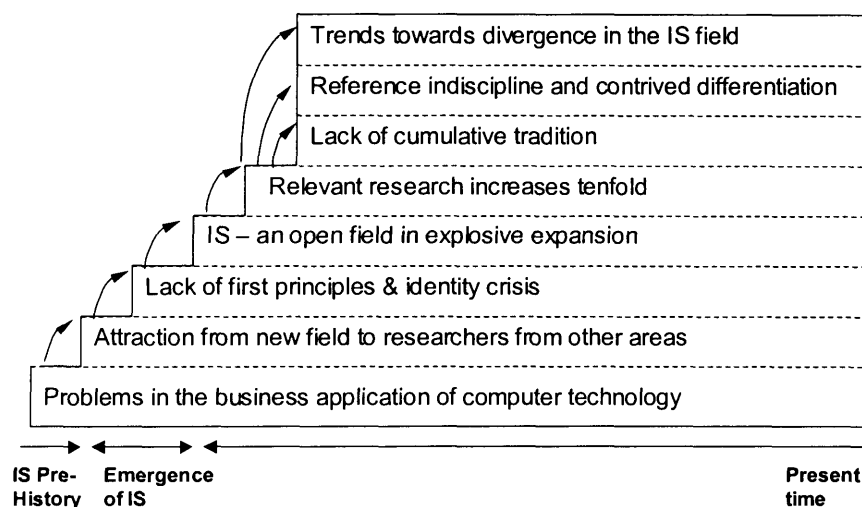 Trends towards divergence in the IS field
Reference indiscipline and contrived differentiation
Lack of cumulative tradition
Relevant research increases tenfold
IS – an open field in explosive expansion
Lack of first principles & identity crisis
Attraction from new field to researchers from other areas
Problems in the business application of computer technology
IS Pre-
History
Emergence
of IS
Present
time